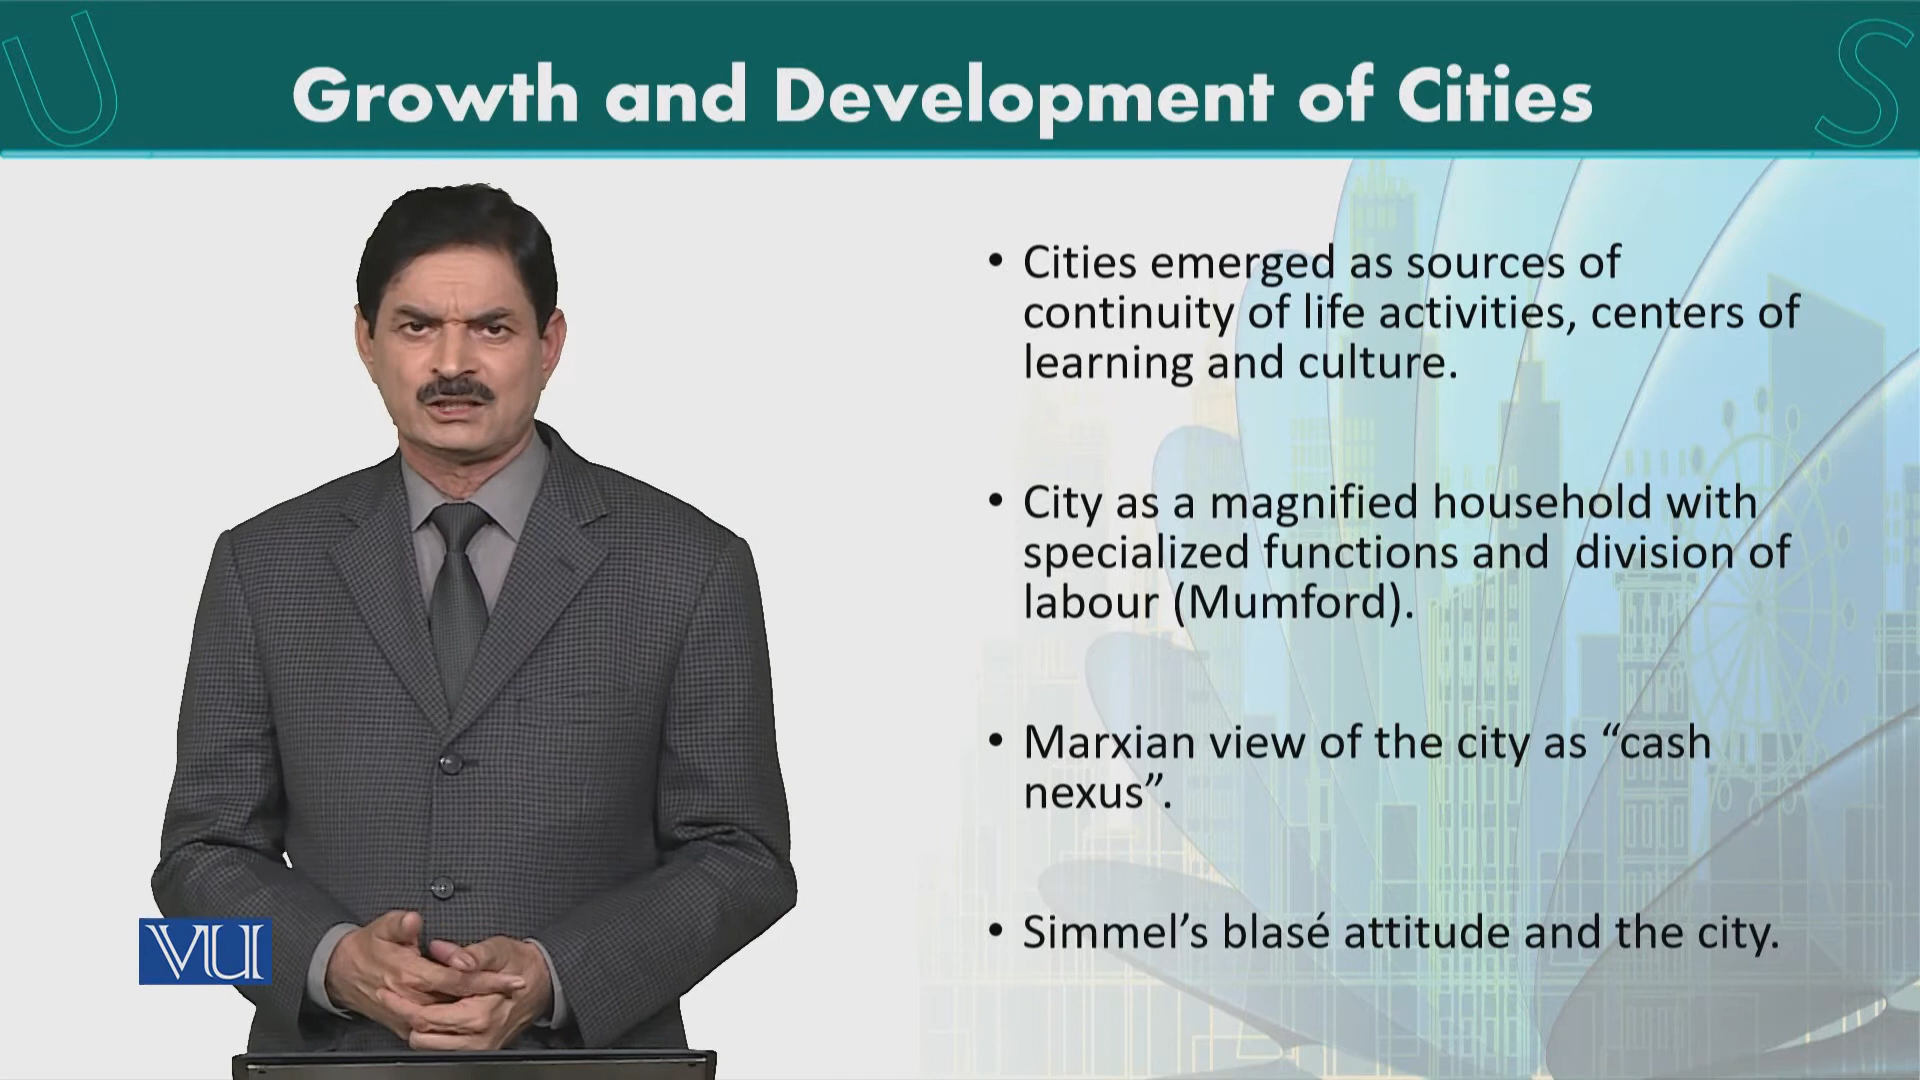 U
S
Growth and Development of Cities
• Cities emerged as sources of
continuity of life activities, centers of
learning and culture.
• City as a magnified household with
specialized functions and  division of
labour (Mumford).
• Marxian view of the city as “cash
nexus”.
• Simmel’s blasé attitude and the city.
VU